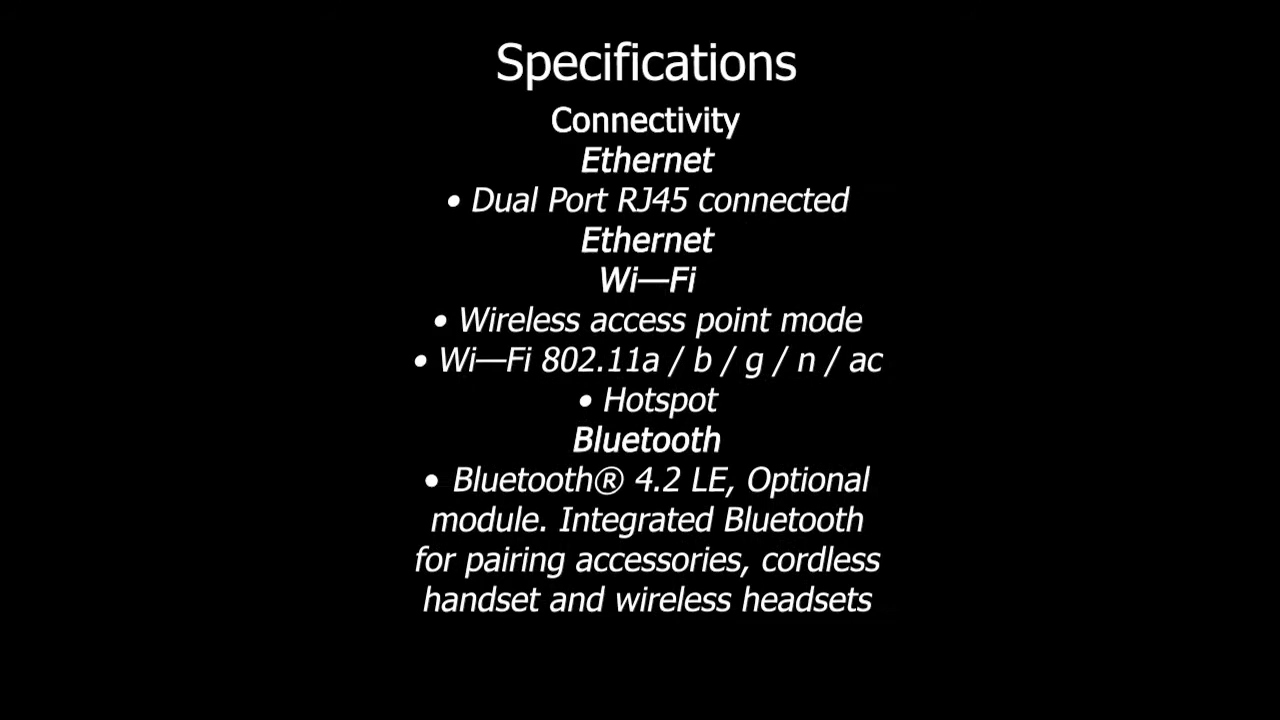 Specifications
Connectivity
Ethernet
• Dual Port RJ45 connected
Ethernet
Wi—Fi
• Wireless access point mode
• Wi—Fi 802.11a / b / g / n / ac
• Hotspot
Bluetooth
• Bluetooth® 4.2 LE, Optional
module. Integrated Bluetooth
for pairing accessories, cordless
handset and wireless headsets